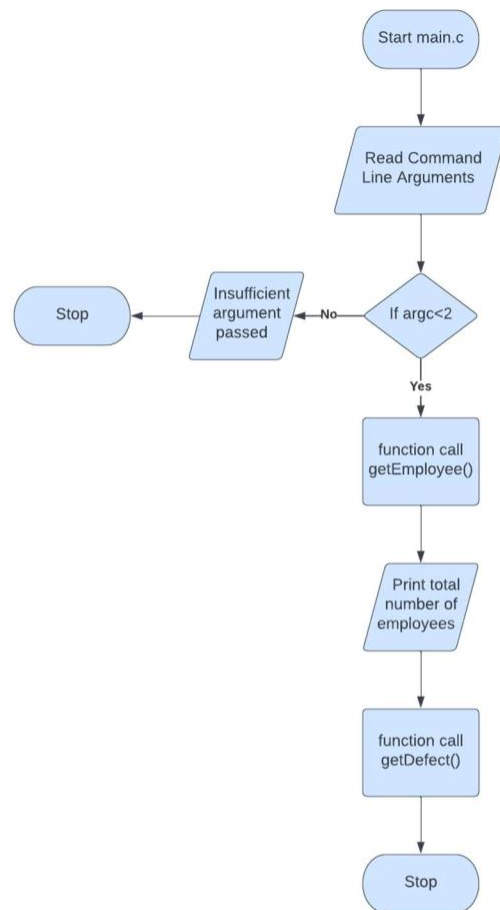 Start main.c
Read Command
Line Arguments
If argc<2
No
Insufficient
argument
passed
Stop
Yes
function call
getEmployee()
Print total
number of
employees
function call
getDefect()
Stop